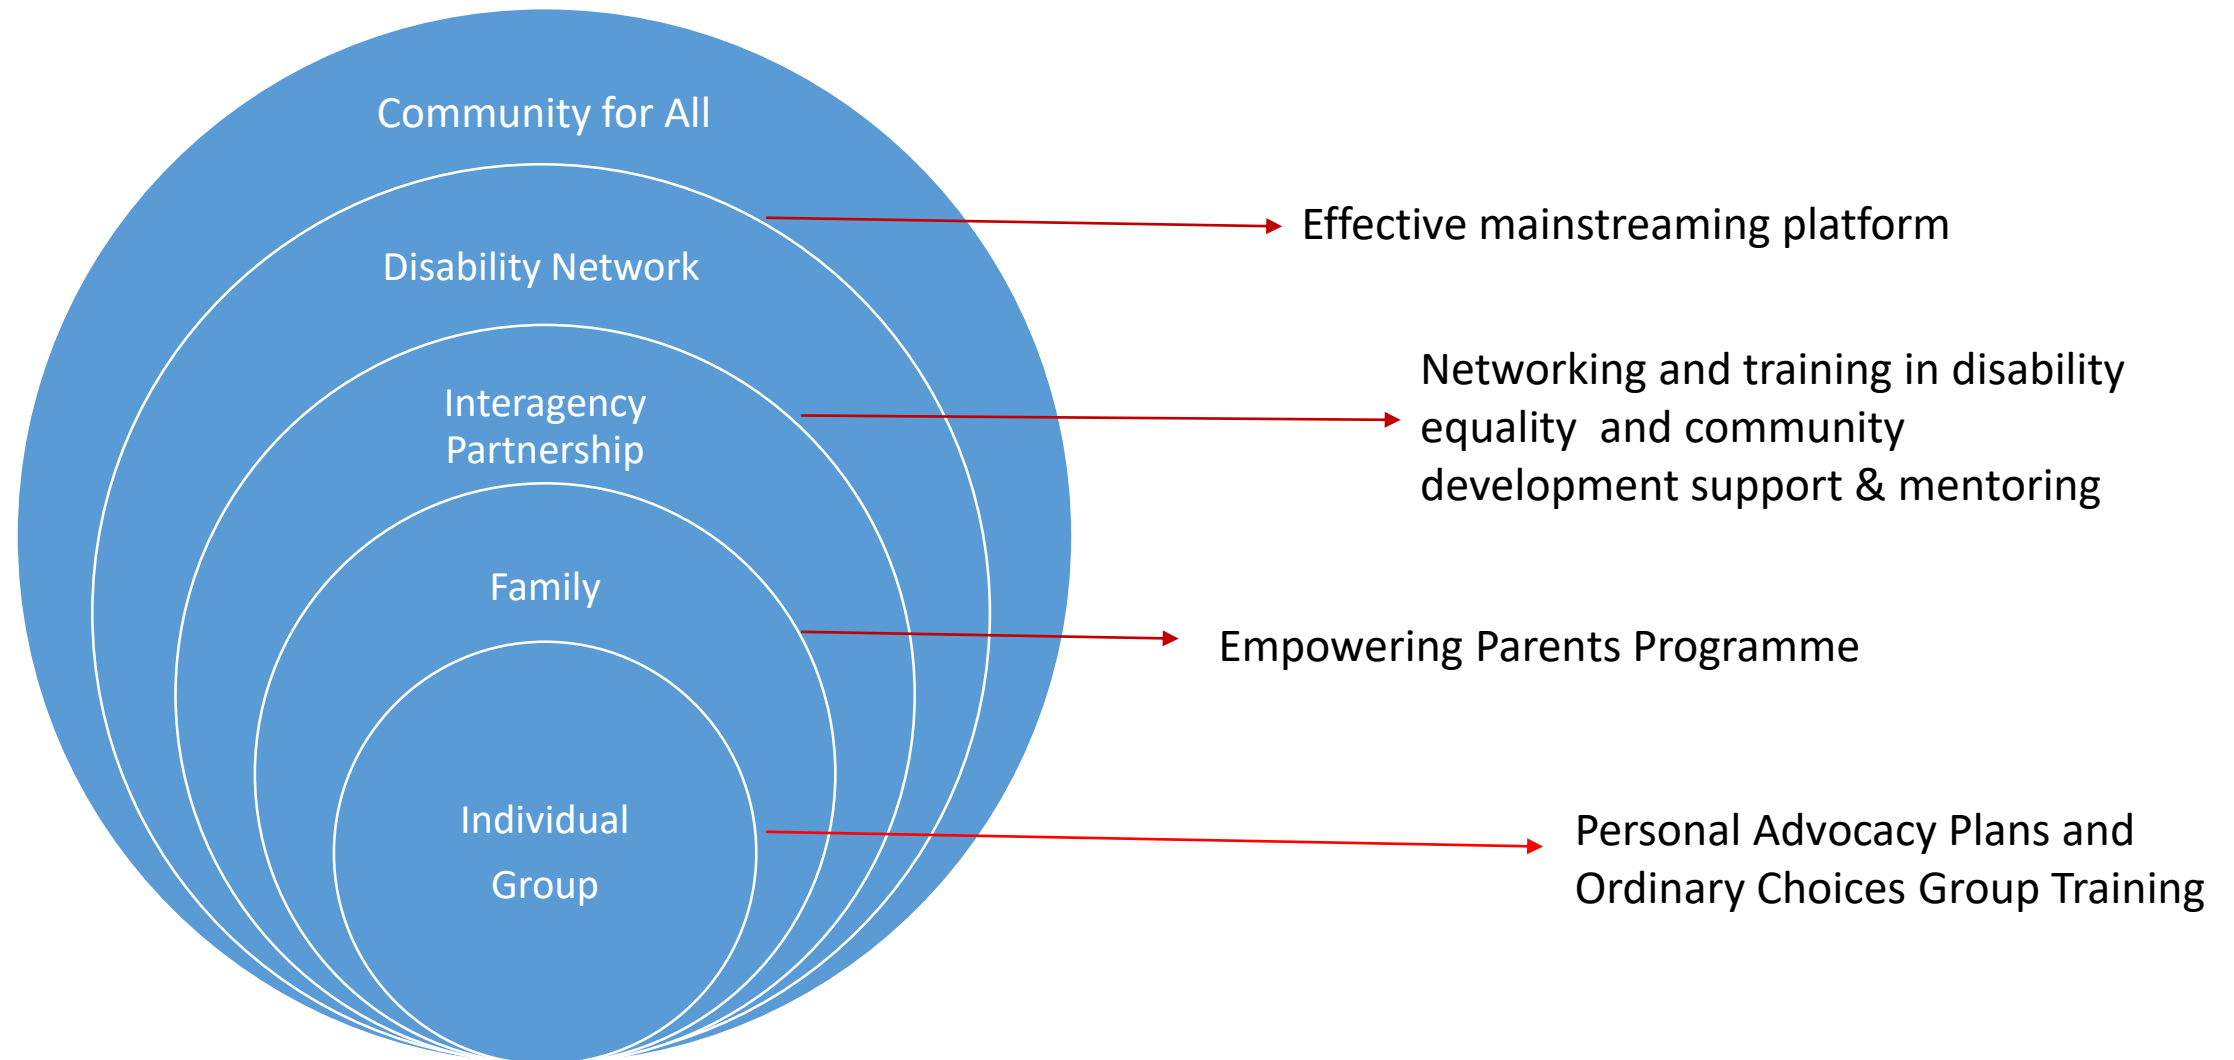 Community for All
Disability Network
Interagency
Partnership
Family
Individual
Group
Effective mainstreaming platform
Networking and training in disability
equality  and community
development support & mentoring
Empowering Parents Programme
Personal Advocacy Plans and
Ordinary Choices Group Training